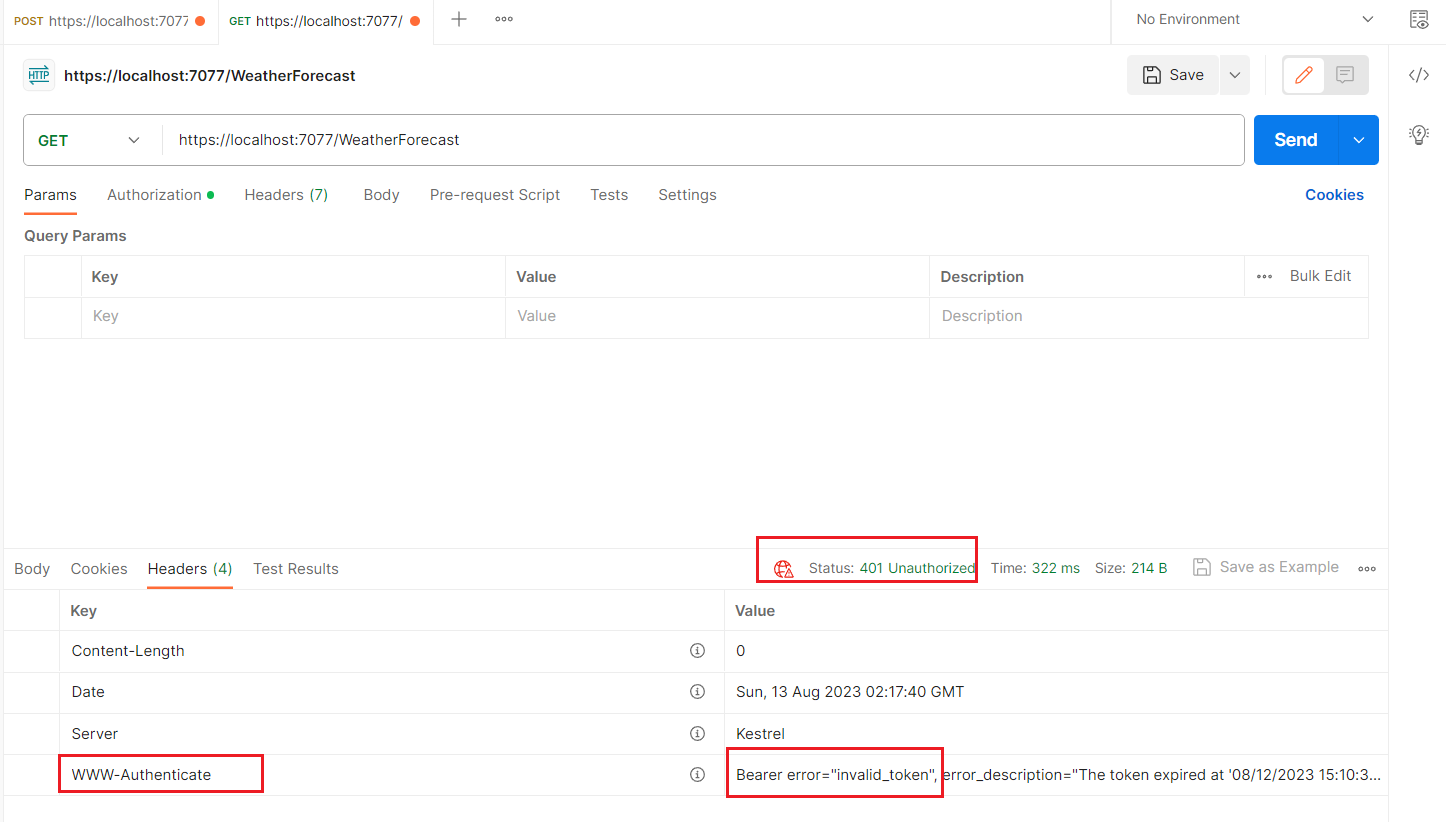 POST https://localhost:7077 GET https://localhost:7077/ No Environment
HTTP https://localhost:7077/WeatherForecast Save
GET https://localhost:7077/WeatherForecast Send
Params Authorization Headers (7) Body Pre-request Script Tests Settings Cookies
Query Params
Key Value Description Bulk Edit
Key Value Description
Body Cookies Headers (4) Test Results Status: 401 Unauthorized Time: 322 ms Size: 214 B Save as Example
Key Value
Content-Length 0
Date Sun, 13 Aug 2023 02:17:40 GMT
Server Kestrel
WWW-Authenticate Bearer error="invalid_token", error_description="The token expired at '08/12/2023 15:10:3...